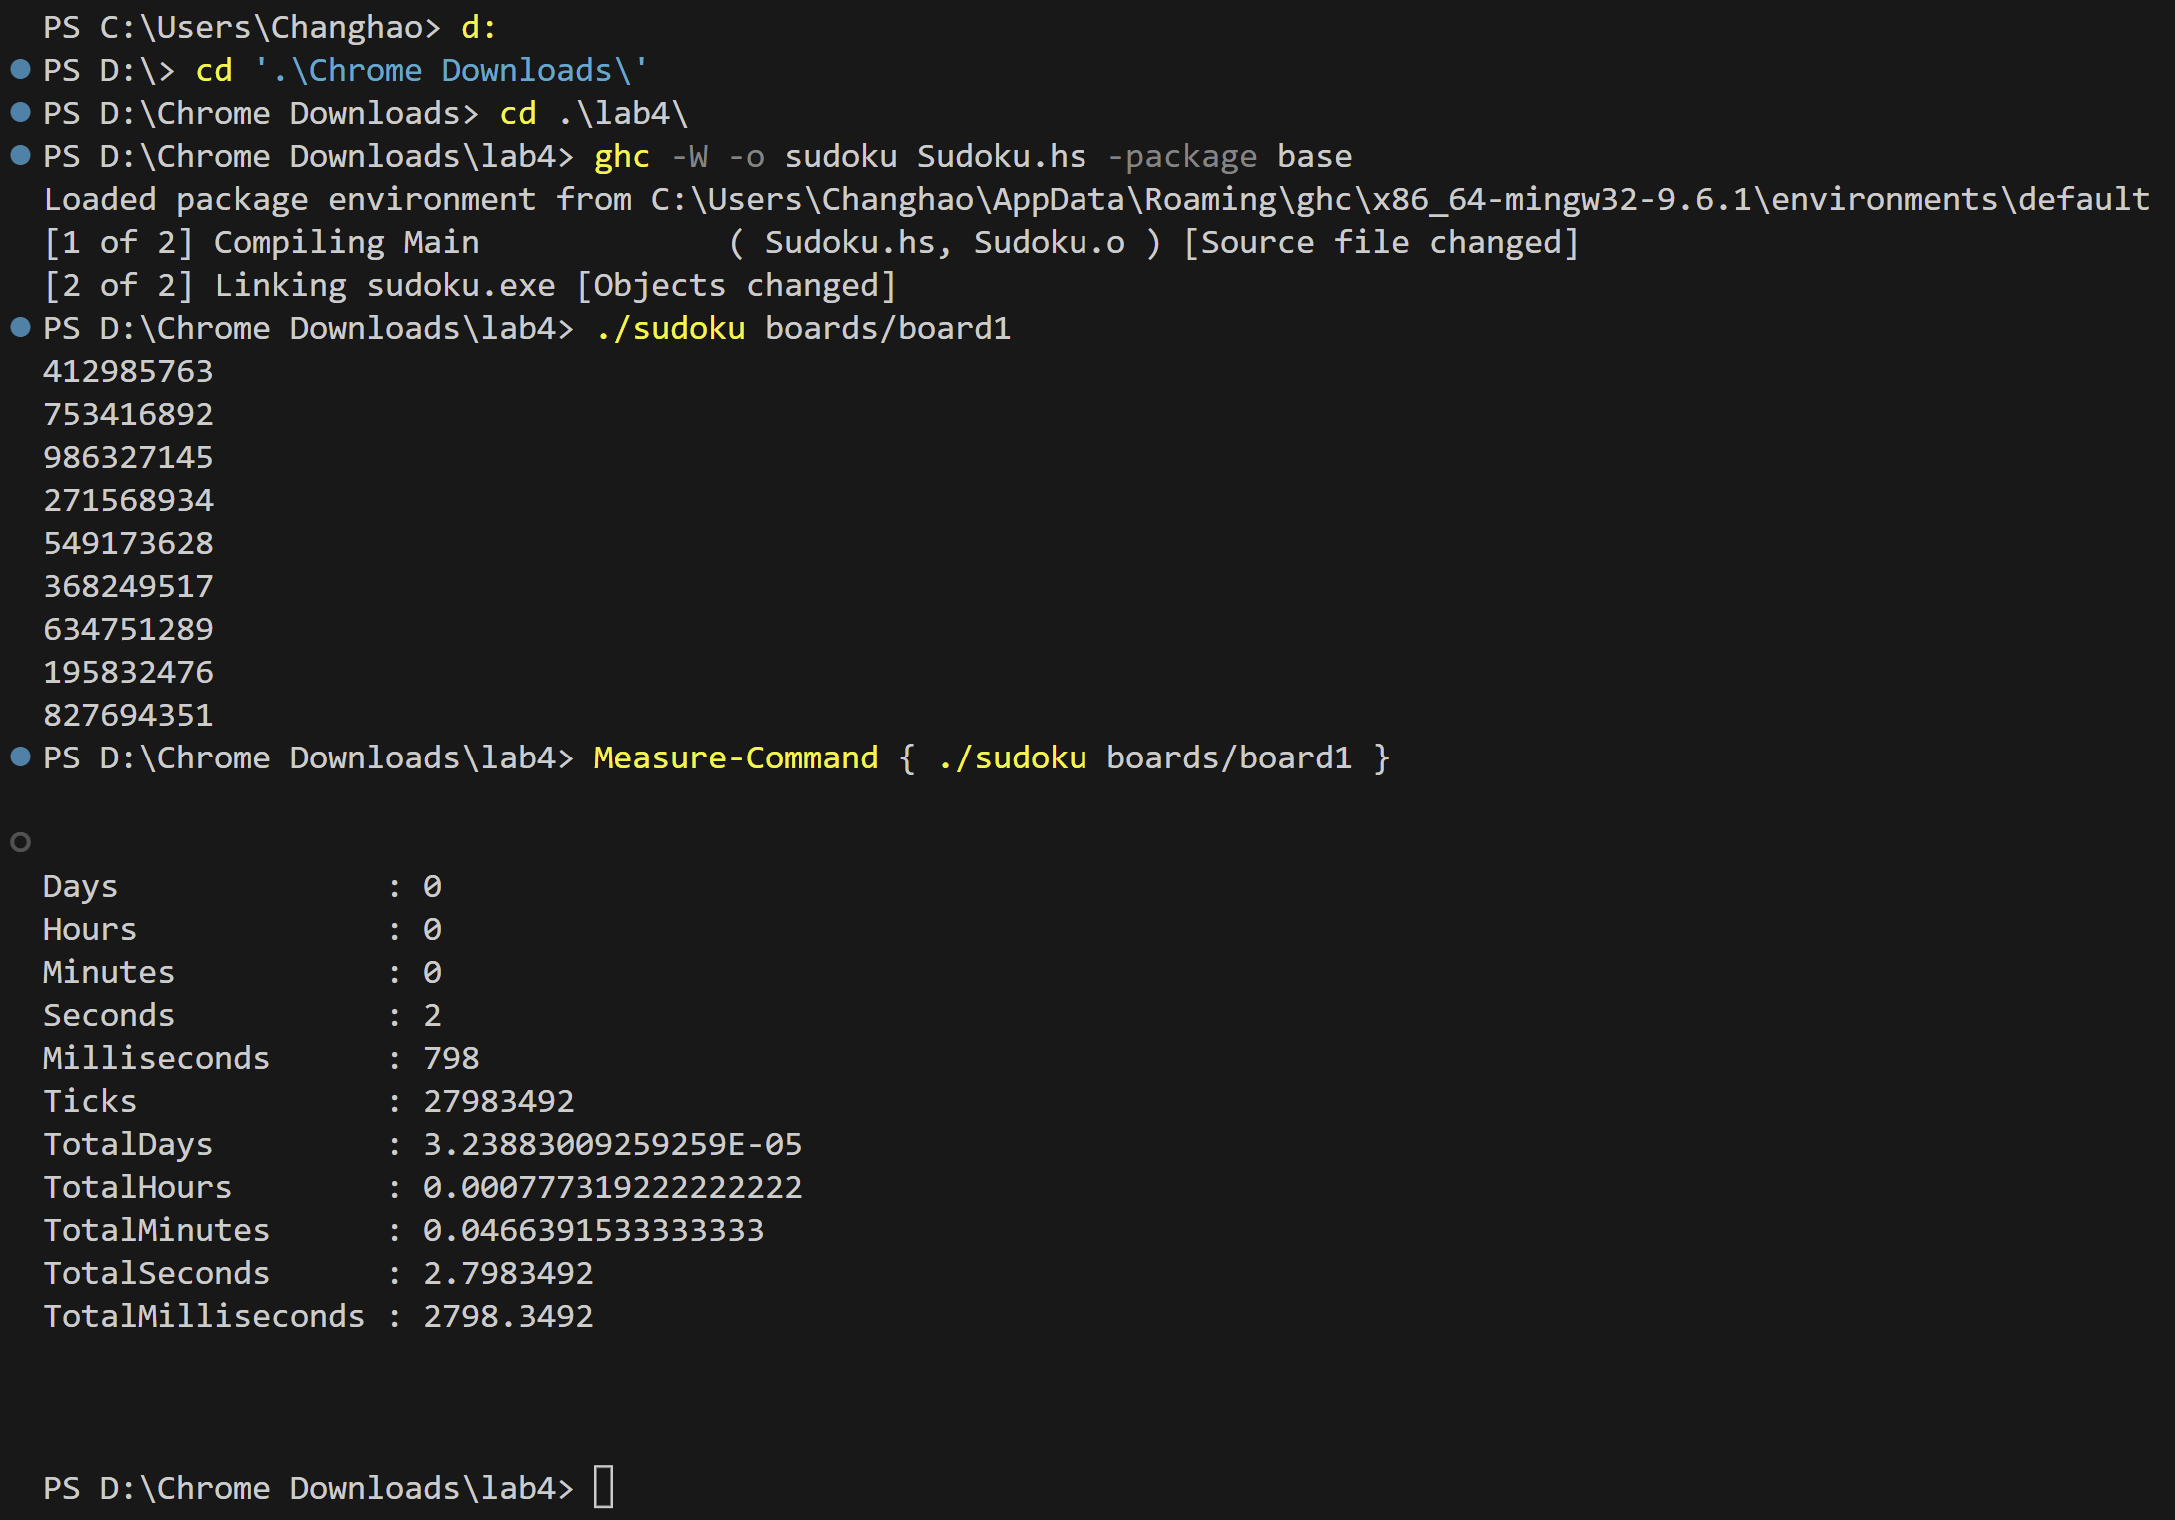 PS C:\Users\Changhao> d:
PS D:\> cd '.\Chrome Downloads\'
PS D:\Chrome Downloads> cd .\lab4\
PS D:\Chrome Downloads\lab4> ghc -W -o sudoku Sudoku.hs -package base
Loaded package environment from C:\Users\Changhao\AppData\Roaming\ghc\x86_64-mingw32-9.6.1\environments\default
[1 of 2] Compiling Main             ( Sudoku.hs, Sudoku.o ) [Source file changed]
[2 of 2] Linking sudoku.exe [Objects changed]
PS D:\Chrome Downloads\lab4> ./sudoku boards/board1
412985763
753416892
986327145
271568934
549173628
368249517
634751289
195832476
827694351
PS D:\Chrome Downloads\lab4> Measure-Command { ./sudoku boards/board1 }
Days              : 0
Hours             : 0
Minutes           : 0
Seconds           : 2
Milliseconds      : 798
Ticks             : 27983492
TotalDays         : 3.23883009259259E-05
TotalHours        : 0.000777319222222222
TotalMinutes      : 0.0466391533333333
TotalSeconds      : 2.7983492
TotalMilliseconds : 2798.3492
PS D:\Chrome Downloads\lab4>